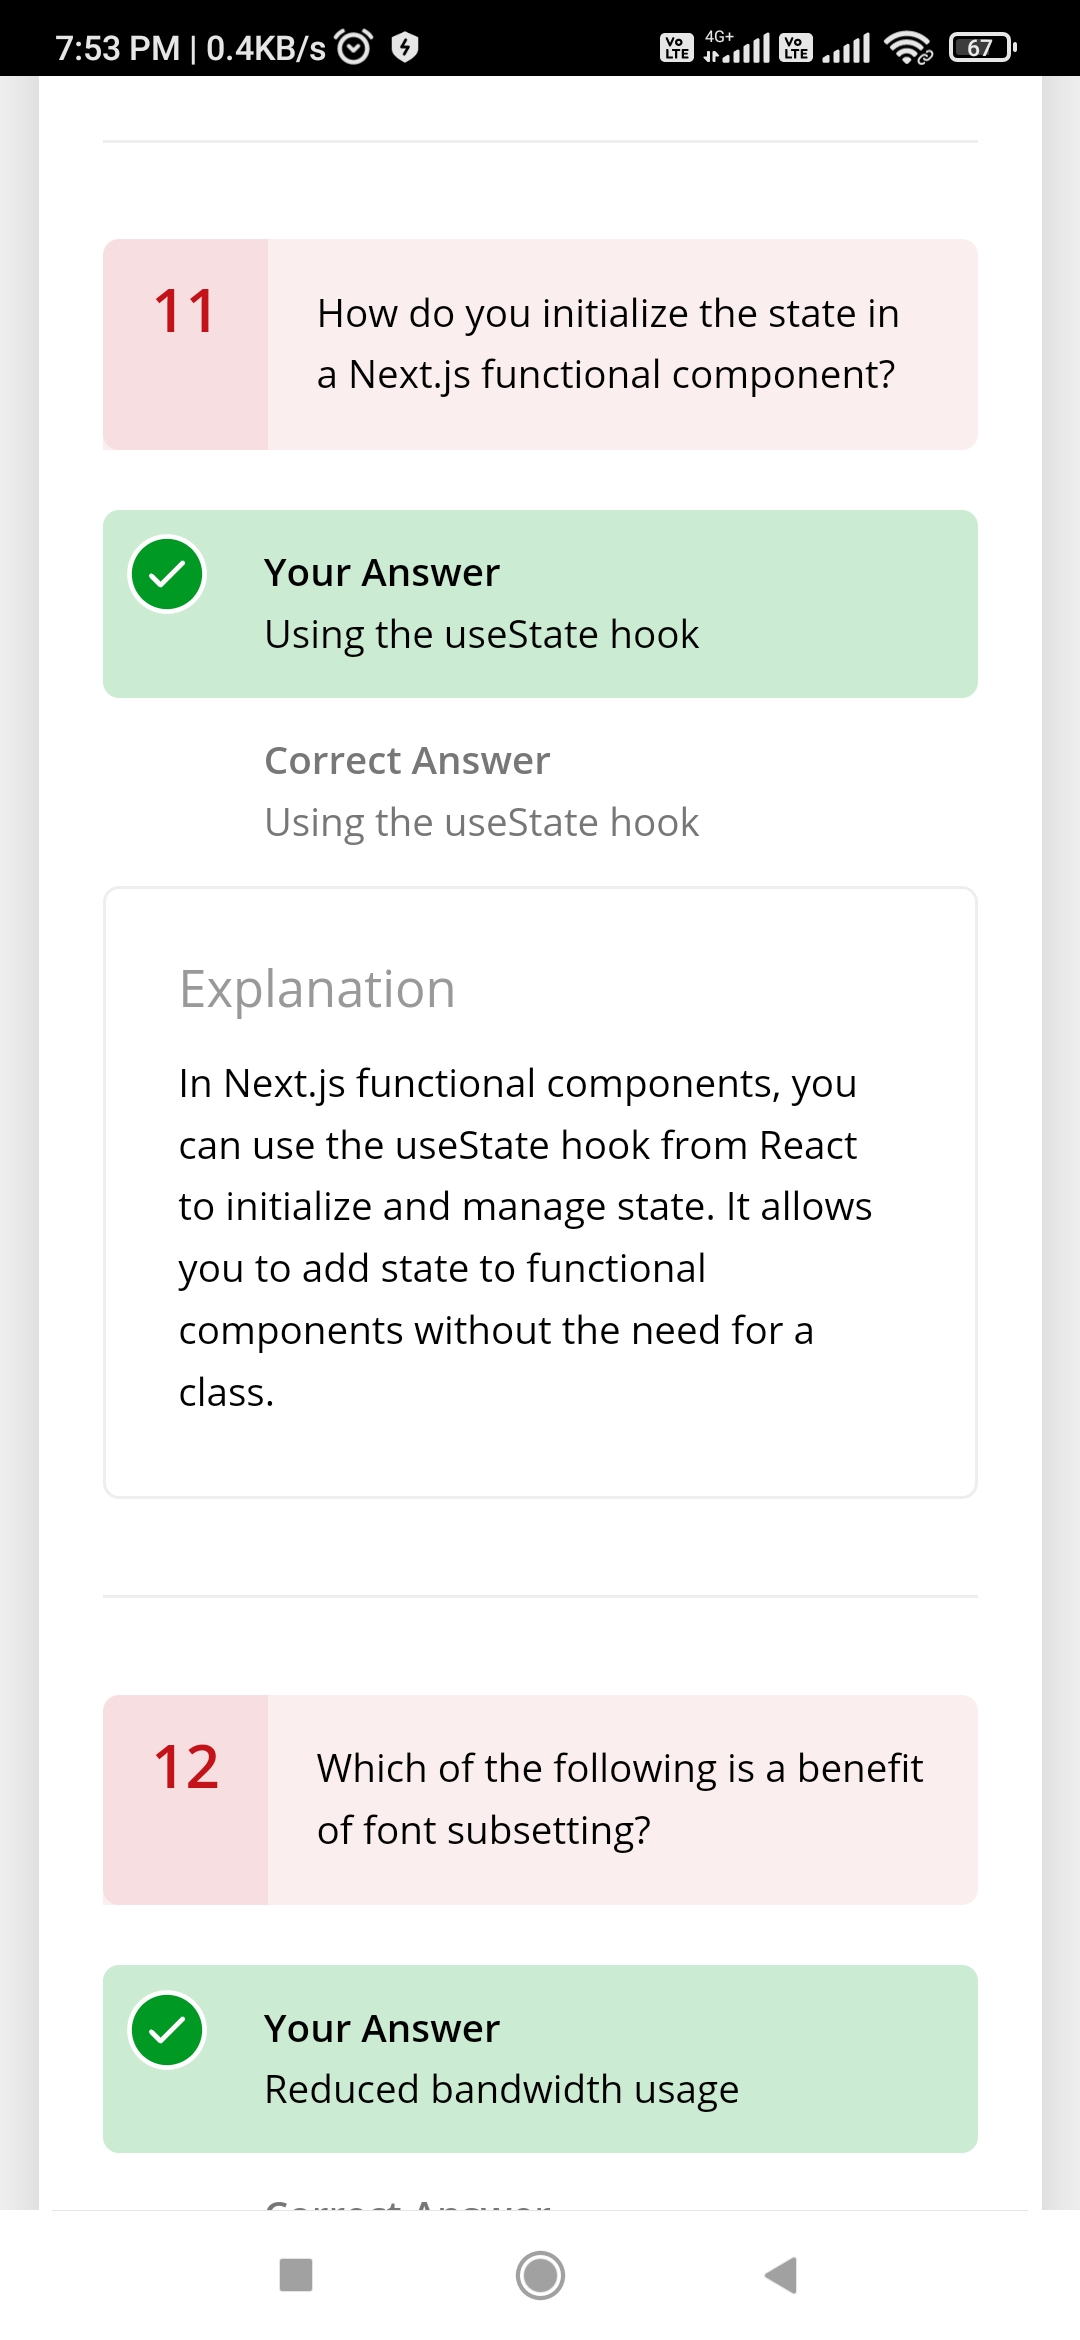 7:53 PM | 0.4KB/s
Vo LTE 4G+ Vo LTE 67
11
How do you initialize the state in
a Next.js functional component?
Your Answer
Using the useState hook
Correct Answer
Using the useState hook
Explanation
In Next.js functional components, you
can use the useState hook from React
to initialize and manage state. It allows
you to add state to functional
components without the need for a
class.
12
Which of the following is a benefit
of font subsetting?
Your Answer
Reduced bandwidth usage
Correct Answer